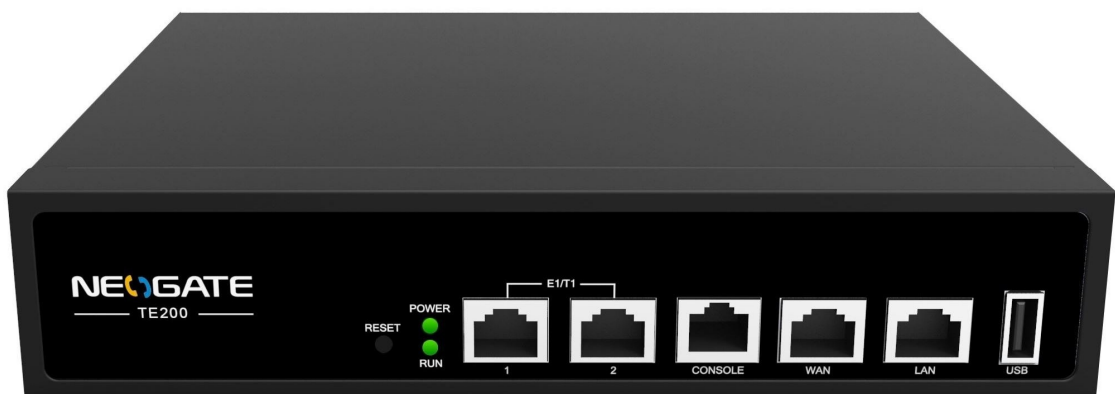 NEOGATE
TE200
RESET
POWER
RUN
E1/T1
1
2
CONSOLE
WAN
LAN
USB